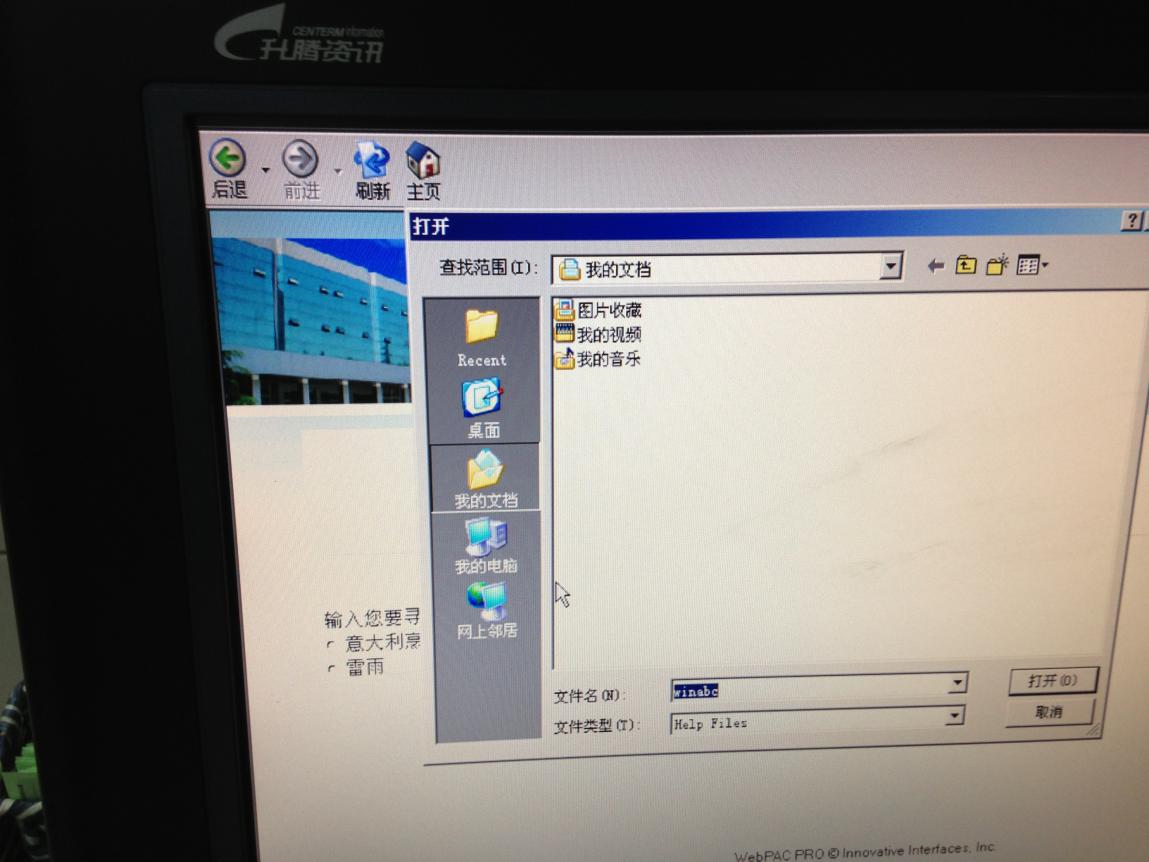 CENTERM Information
升腾资讯
后退 前进 刷新 主页
打开
查找范围(I): 我的文档
图片收藏
我的视频
我的音乐
Recent
桌面
我的文档
我的电脑
网上邻居
输入您要寻
意大利烹
雷雨
文件名(N): winabc 打开(O)
文件类型(T): Help Files 取消
WebPAC PRO © Innovative Interfaces, Inc.